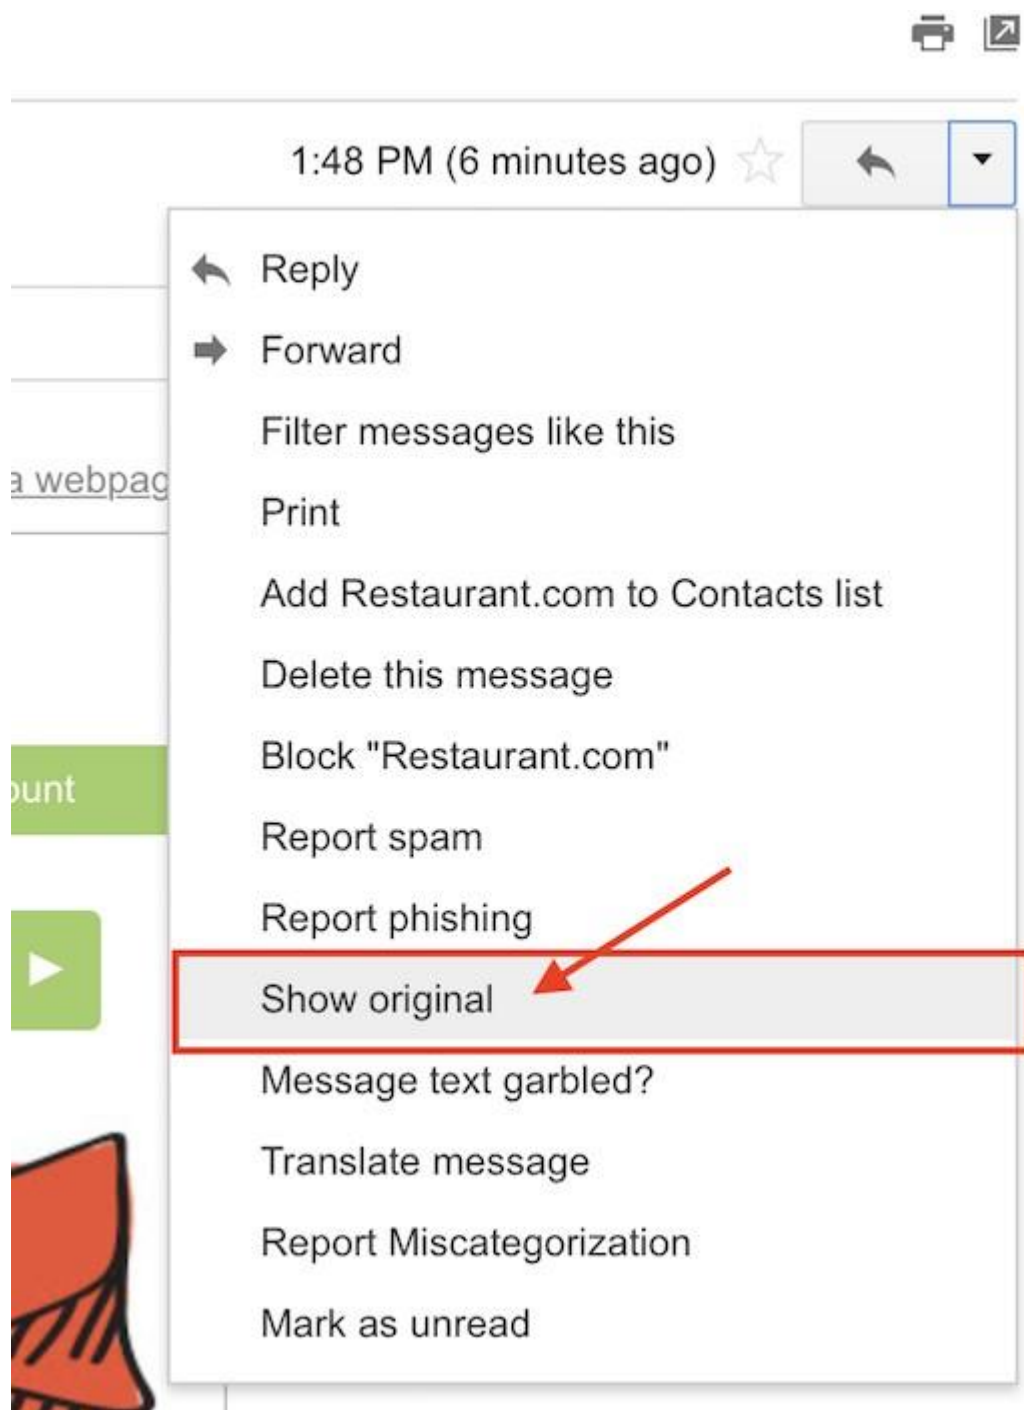 1:48 PM (6 minutes ago)
Reply
Forward
Filter messages like this
a webpag
Print
Add Restaurant.com to Contacts list
Delete this message
Block "Restaurant.com"
ount
Report spam
Report phishing
Show original
Message text garbled?
Translate message
Report Miscategorization
Mark as unread